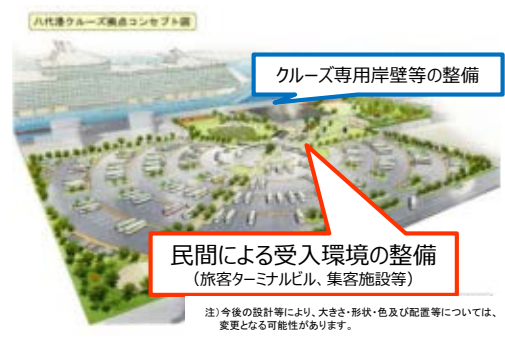 八代港クルーズ拠点コンセプト図
クルーズ専用岸壁等の整備
民間による受入環境の整備
(旅客ターミナルビル、集客施設等)
注)今後の設計等により、大きさ・形状・色及び配置等については、
変更となる可能性があります。